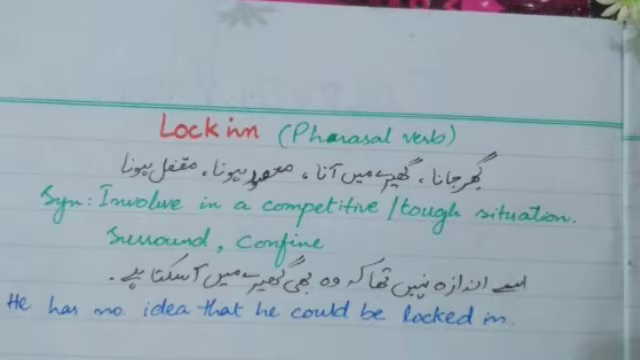 Lock inn (Pharasal verb)
گھر جانا، گھیرے میں آنا، محصور ہونا، مقفل ہونا
Syn: Involve in a competitive / tough situation.
Surround, Confine
اسے اندازہ نہیں تھا کہ وہ بھی گھیرے میں آ سکتا ہے۔
He has no idea that he could be locked in.